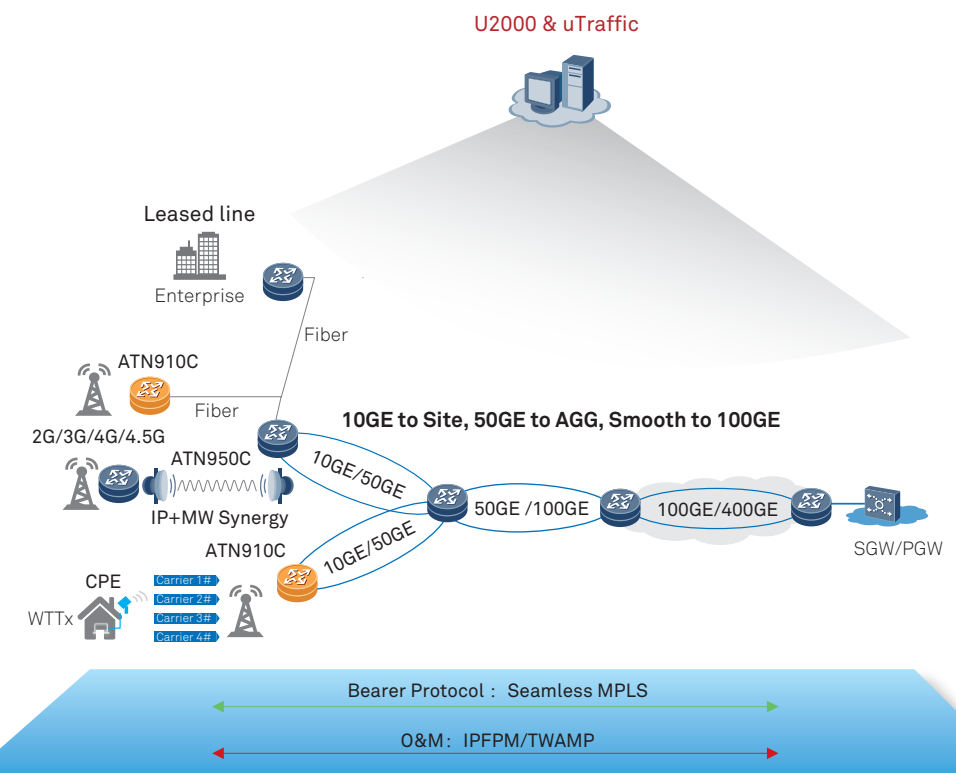 U2000 & uTraffic
Leased line
Enterprise
Fiber
ATN910C
Fiber
2G/3G/4G/4.5G
10GE to Site, 50GE to AGG, Smooth to 100GE
ATN950C
10GE/50GE
IP+MW Synergy
50GE /100GE
100GE/400GE
SGW/PGW
ATN910C
10GE/50GE
CPE
WTTx
Carrier 1#
Carrier 2#
Carrier 3#
Carrier 4#
Bearer Protocol : Seamless MPLS
O&M: IPFPM/TWAMP